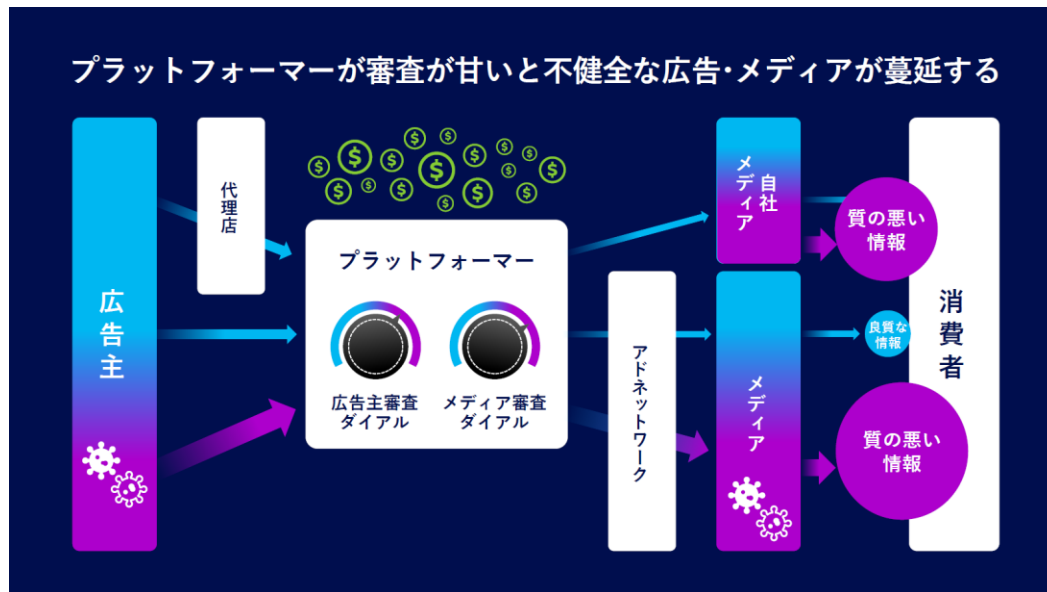 プラットフォーマーが審査が甘いと不健全な広告・メディアが蔓延する
広告主
代理店
$ $ $ $ $ $ $ $ $ $ $ $ $ $ $ $
プラットフォーマー
広告主審査
ダイアル
メディア審査
ダイアル
アドネットワーク
自社
メディア
メディア
質の悪い
情報
良質な
情報
質の悪い
情報
消費者